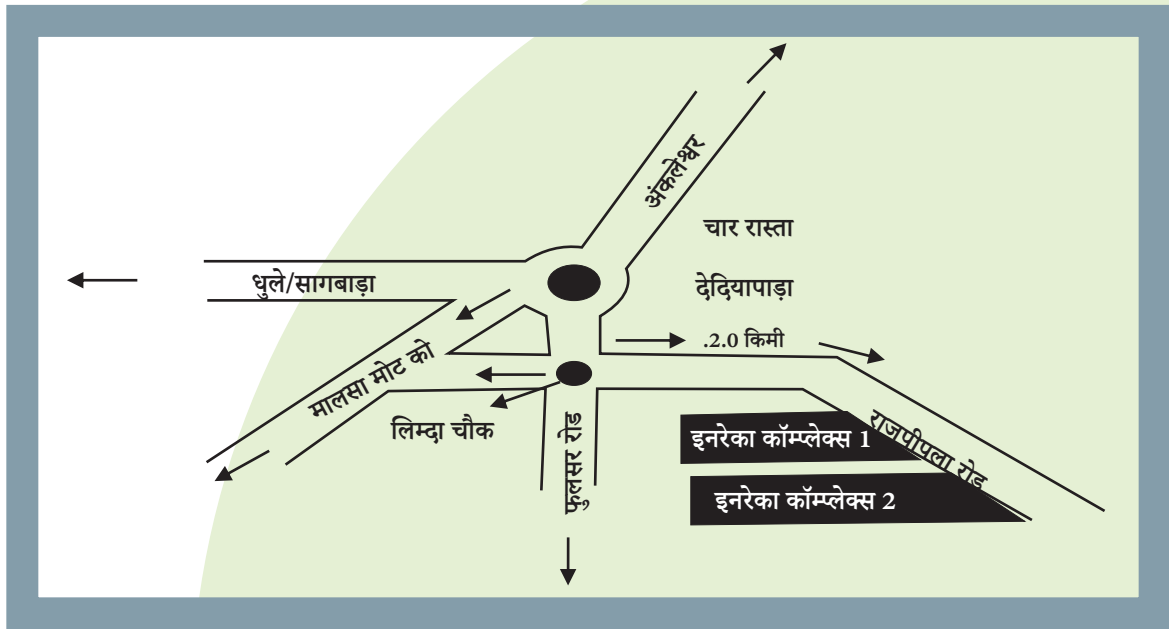 अंकलेश्वर
चार रास्ता
धुले/सागबाड़ा
देदियापाड़ा
.2.0 किमी
मालसा मोट को
लिम्दा चौक
फुलसर रोड
राजपीपला रोड
इनरेका कॉम्प्लेक्स 1
इनरेका कॉम्प्लेक्स 2